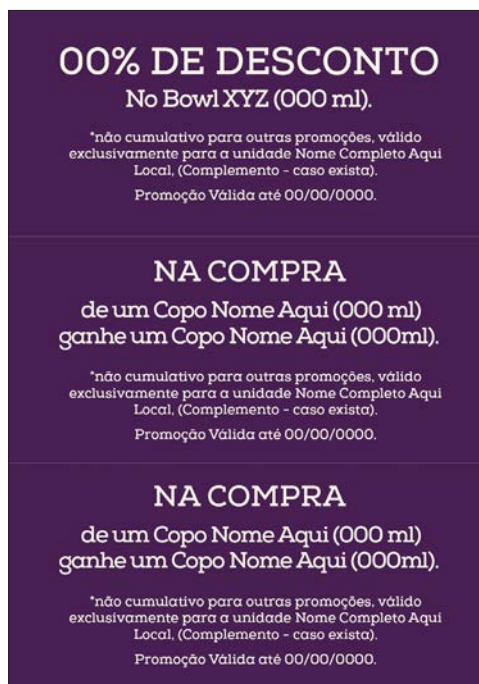 00% DE DESCONTO
No Bowl XYZ (000 ml).
*não cumulativo para outras promoções, válido
exclusivamente para a unidade Nome Completo Aqui
Local, (Complemento - caso exista).
Promoção Válida até 00/00/0000.
NA COMPRA
de um Copo Nome Aqui (000 ml)
ganhe um Copo Nome Aqui (000ml).
*não cumulativo para outras promoções, válido
exclusivamente para a unidade Nome Completo Aqui
Local, (Complemento - caso exista).
Promoção Válida até 00/00/0000.
NA COMPRA
de um Copo Nome Aqui (000 ml)
ganhe um Copo Nome Aqui (000ml).
*não cumulativo para outras promoções, válido
exclusivamente para a unidade Nome Completo Aqui
Local, (Complemento - caso exista).
Promoção Válida até 00/00/0000.